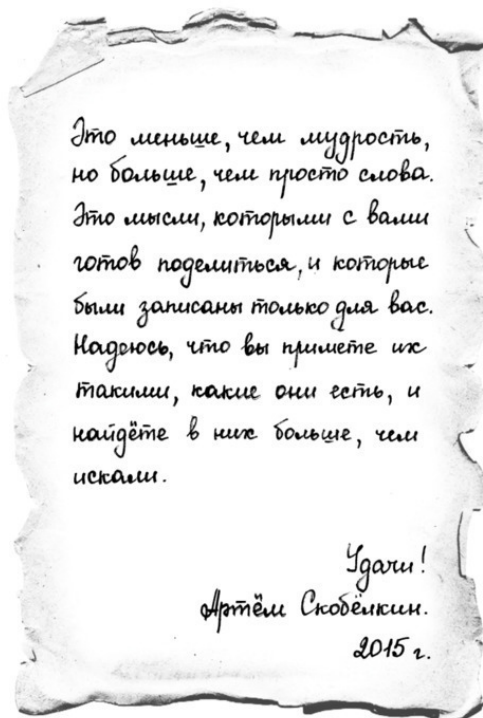 Это меньше, чем мудрость,
но больше, чем просто слова.
Это мысли, которыми с вами
готов поделиться, и которые
были записаны только для вас.
Надеюсь, что вы примете их
такими, какие они есть, и
найдёте в них больше, чем
искали.
Удачи!
Артём Скобёлкин.
2015 г.